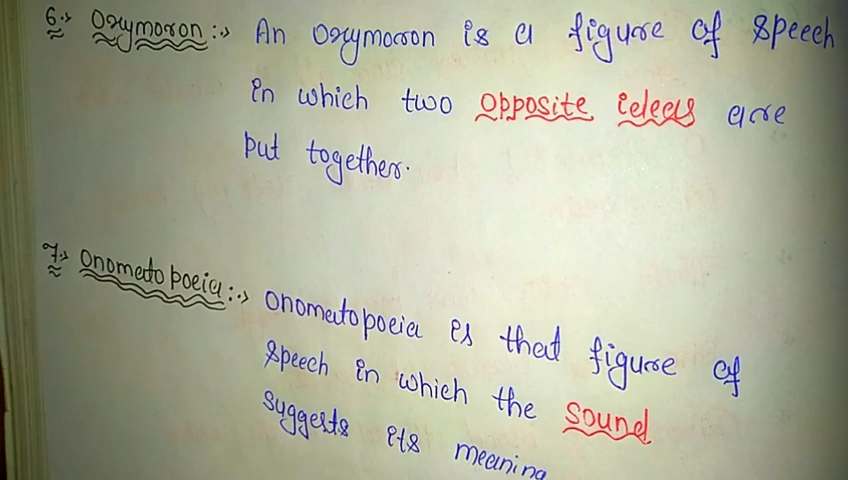 6. Oxymoron :→ An Oxymoron is a figure of speech
in which two opposite ideas are
put together.
7. Onomatopoeia :→ Onomatopoeia is that figure of
speech in which the sound
suggests its meaning